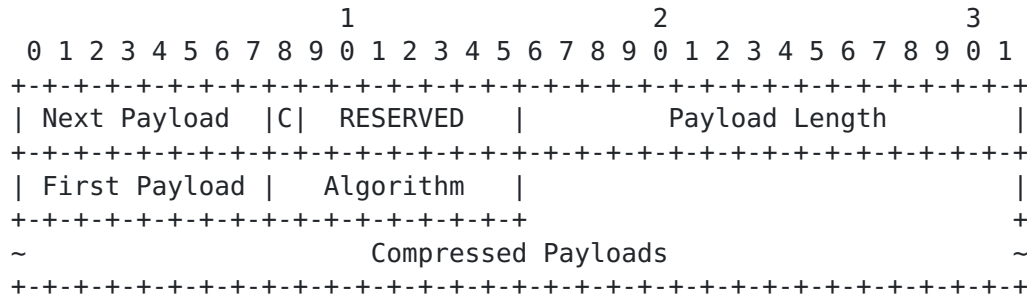 1                   2                   3
 0 1 2 3 4 5 6 7 8 9 0 1 2 3 4 5 6 7 8 9 0 1 2 3 4 5 6 7 8 9 0 1
+-+-+-+-+-+-+-+-+-+-+-+-+-+-+-+-+-+-+-+-+-+-+-+-+-+-+-+-+-+-+-+-+
| Next Payload  |C|  RESERVED   |         Payload Length        |
+-+-+-+-+-+-+-+-+-+-+-+-+-+-+-+-+-+-+-+-+-+-+-+-+-+-+-+-+-+-+-+-+
| First Payload |   Algorithm   |                               |
+-+-+-+-+-+-+-+-+-+-+-+-+-+-+-+-+                               +
~                      Compressed Payloads                      ~
+-+-+-+-+-+-+-+-+-+-+-+-+-+-+-+-+-+-+-+-+-+-+-+-+-+-+-+-+-+-+-+-+